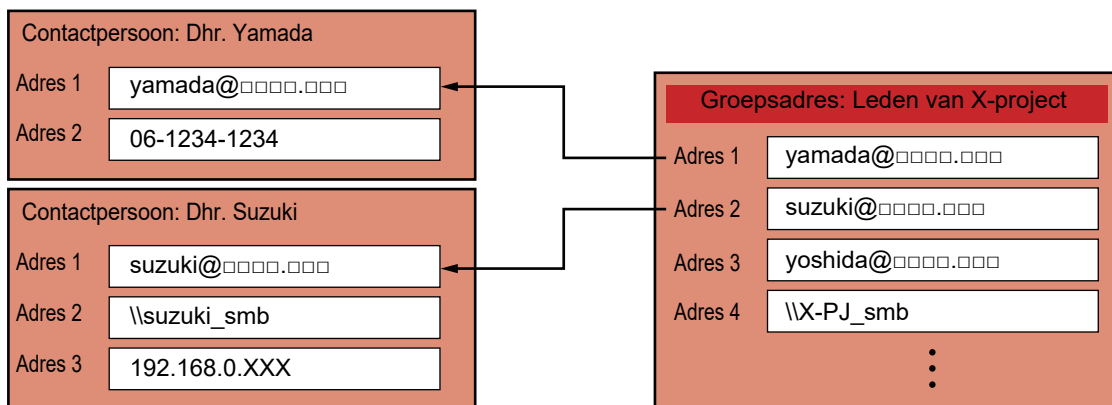 Contactpersoon: Dhr. Yamada
Adres 1 yamada@□□□□.□□□
Adres 2 06-1234-1234
Contactpersoon: Dhr. Suzuki
Adres 1 suzuki@□□□□.□□□
Adres 2 \\suzuki_smb
Adres 3 192.168.0.XXX
Groepsadres: Leden van X-project
Adres 1 yamada@□□□□.□□□
Adres 2 suzuki@□□□□.□□□
Adres 3 yoshida@□□□□.□□□
Adres 4 \\X-PJ_smb